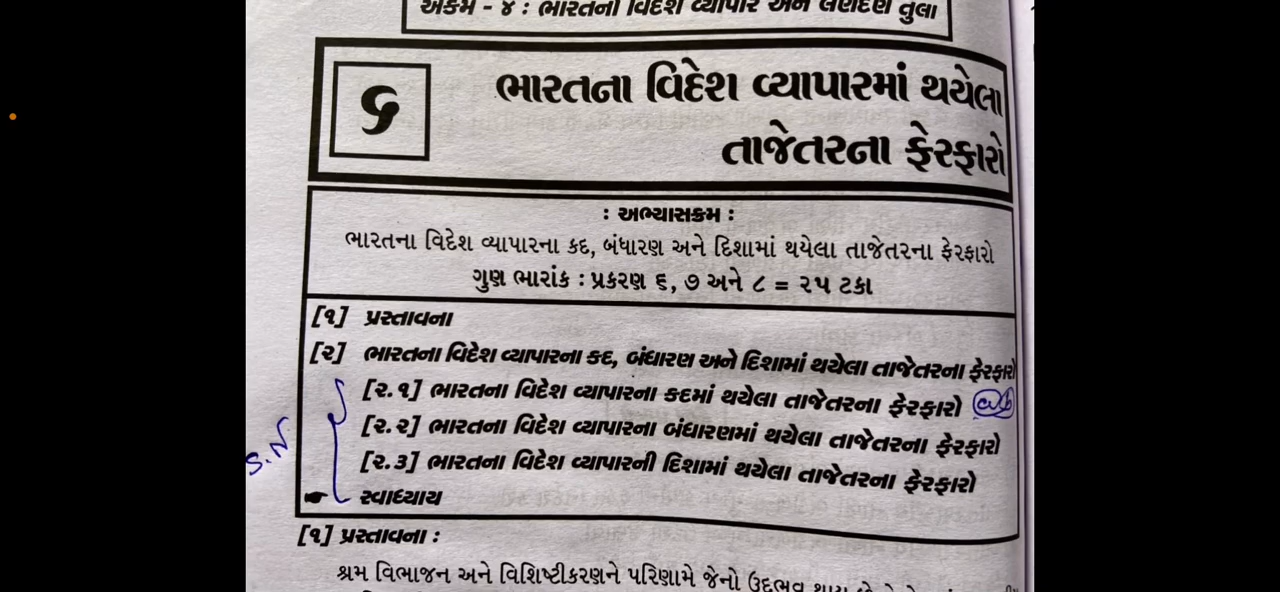 એકમ - ૪ : ભારતનો વિદેશ વ્યાપાર અને લેણદેણ તુલા
૬
ભારતના વિદેશ વ્યાપારમાં થયેલા
તાજેતરના ફેરફારો
: અભ્યાસક્રમ :
ભારતના વિદેશ વ્યાપારના કદ, બંધારણ અને દિશામાં થયેલા તાજેતરના ફેરફારો
ગુણ ભારાંક : પ્રકરણ ૬, ૭ અને ૮ = ૨૫ ટકા
[૧] પ્રસ્તાવના
[૨] ભારતના વિદેશ વ્યાપારના કદ, બંધારણ અને દિશામાં થયેલા તાજેતરના ફેરફારો
[૨.૧] ભારતના વિદેશ વ્યાપારના કદમાં થયેલા તાજેતરના ફેરફારો
[૨.૨] ભારતના વિદેશ વ્યાપારના બંધારણમાં થયેલા તાજેતરના ફેરફારો
S.N
[૨.૩] ભારતના વિદેશ વ્યાપારની દિશામાં થયેલા તાજેતરના ફેરફારો
☛ સ્વાધ્યાય
[૧] પ્રસ્તાવના :
શ્રમ વિભાજન અને વિશિષ્ટીકરણને પરિણામે જેનો ઉદ્દભવ થાય છે